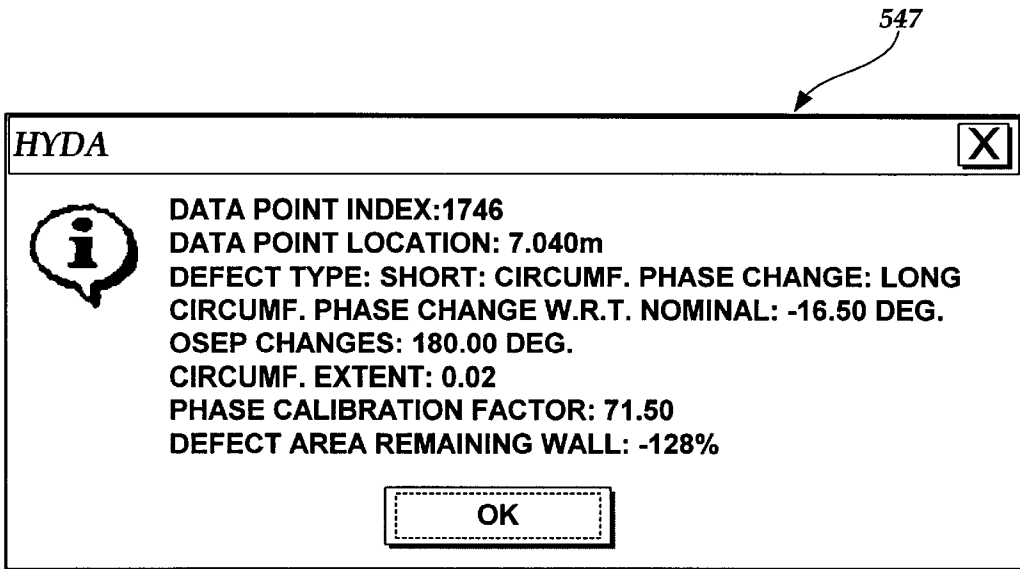 547
HYDA
X
i
DATA POINT INDEX:1746
DATA POINT LOCATION: 7.040m
DEFECT TYPE: SHORT: CIRCUMF. PHASE CHANGE: LONG
CIRCUMF. PHASE CHANGE W.R.T. NOMINAL: -16.50 DEG.
OSEP CHANGES: 180.00 DEG.
CIRCUMF. EXTENT: 0.02
PHASE CALIBRATION FACTOR: 71.50
DEFECT AREA REMAINING WALL: -128%
OK